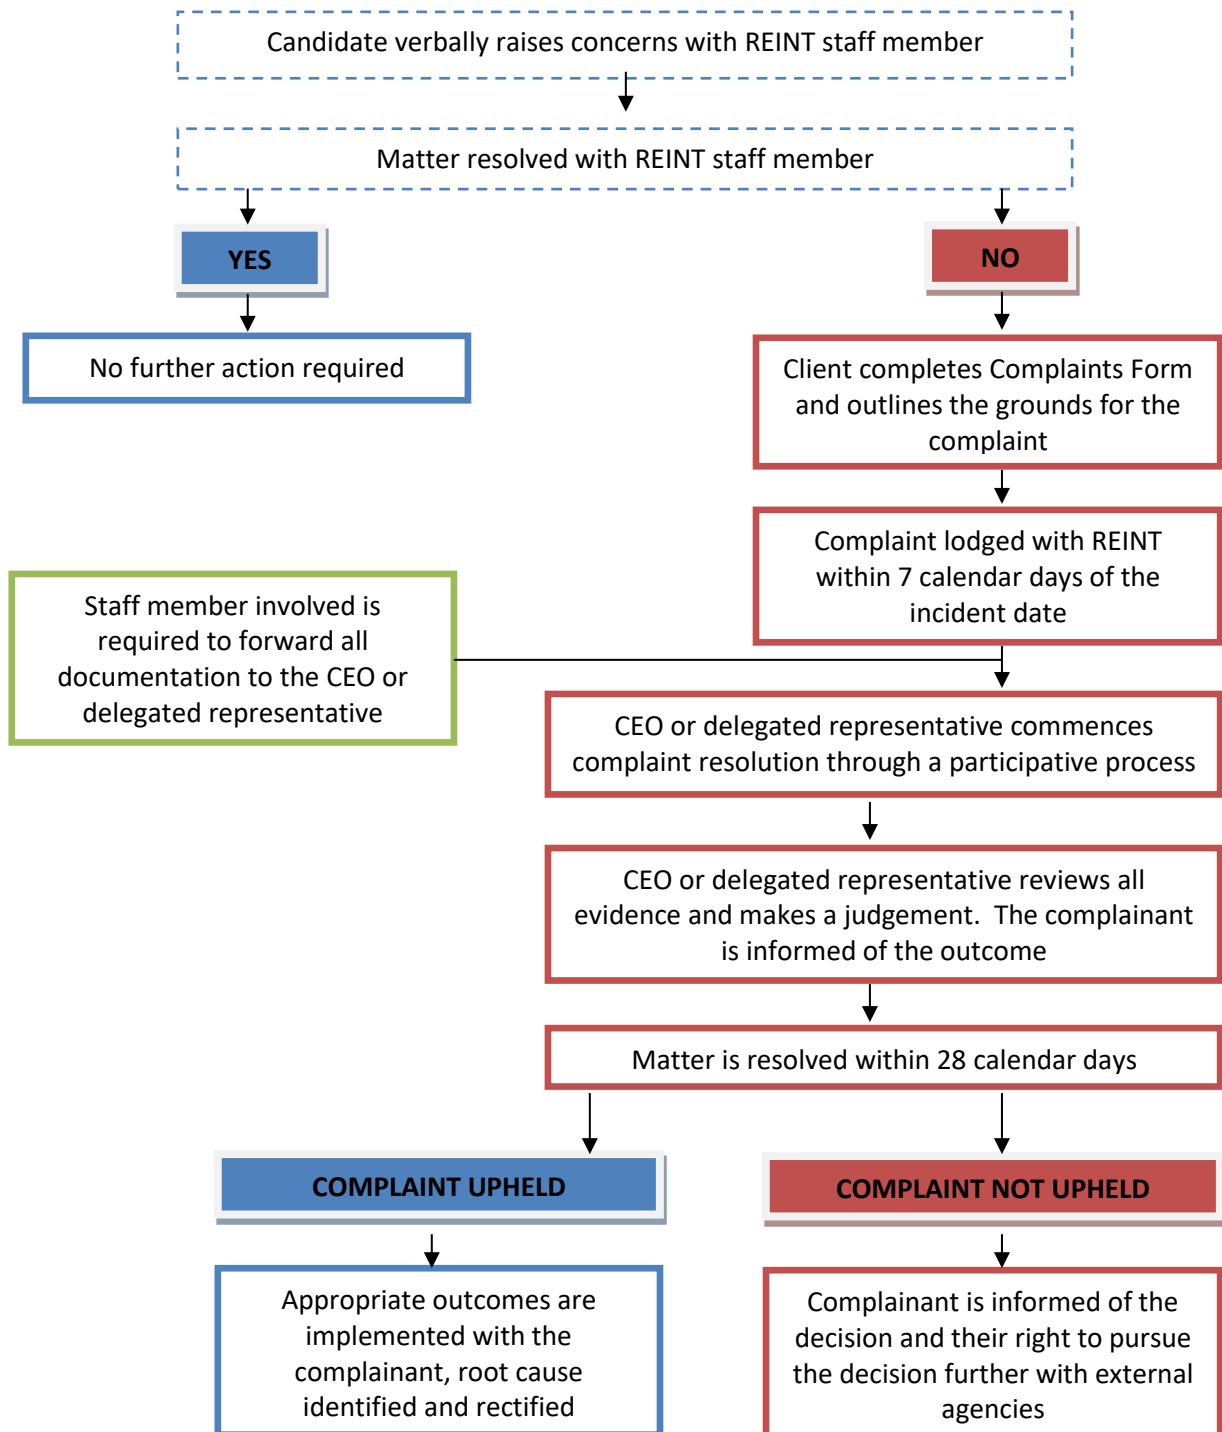 Candidate verbally raises concerns with REINT staff member
Matter resolved with REINT staff member
YES
NO
No further action required
Client completes Complaints Form
and outlines the grounds for the
complaint
Complaint lodged with REINT
within 7 calendar days of the
incident date
Staff member involved is
required to forward all
documentation to the CEO or
delegated representative
CEO or delegated representative commences
complaint resolution through a participative process
CEO or delegated representative reviews all
evidence and makes a judgement.  The complainant
is informed of the outcome
Matter is resolved within 28 calendar days
COMPLAINT UPHELD
COMPLAINT NOT UPHELD
Appropriate outcomes are
implemented with the
complainant, root cause
identified and rectified
Complainant is informed of the
decision and their right to pursue
the decision further with external
agencies